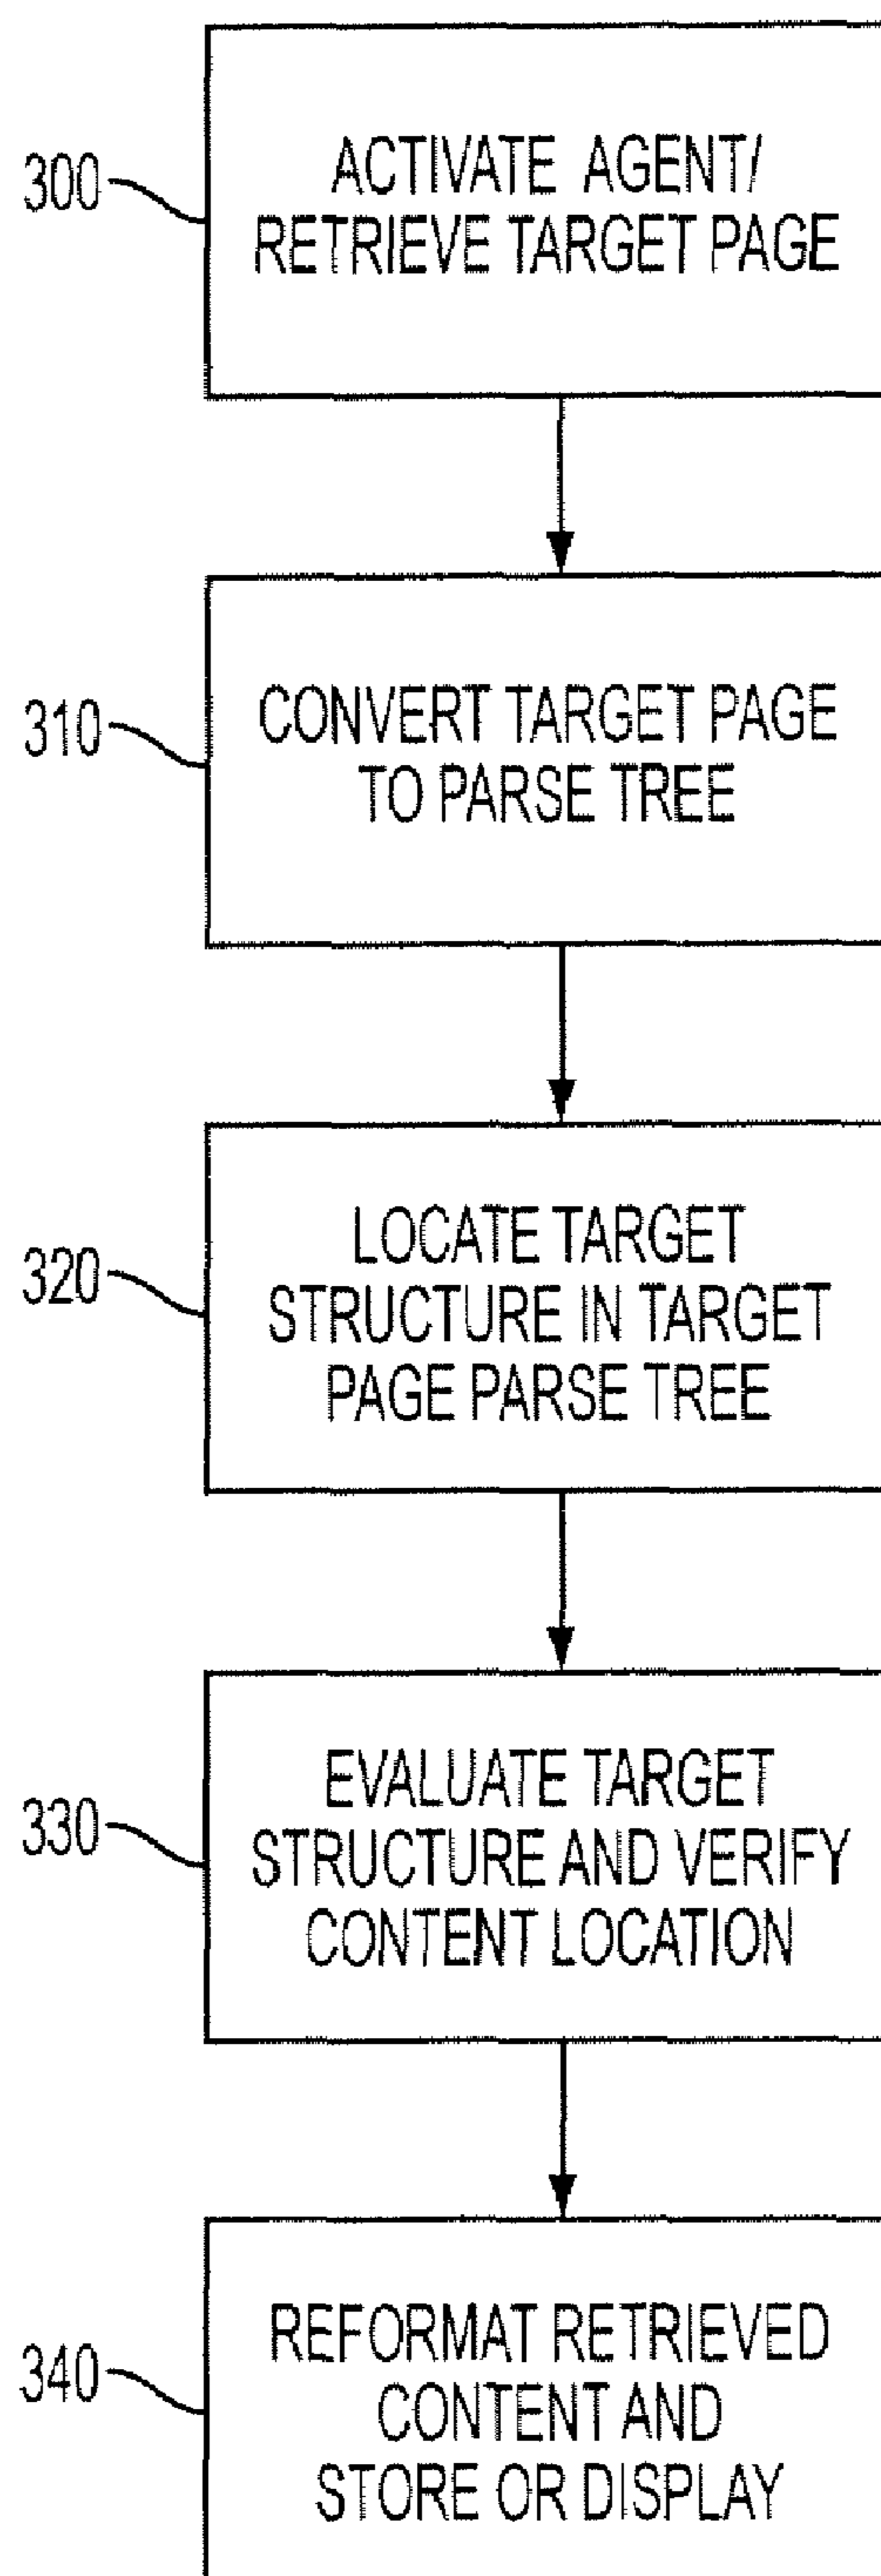 300
ACTIVATE AGENT/
RETRIEVE TARGET PAGE
310
CONVERT TARGET PAGE
TO PARSE TREE
320
LOCATE TARGET
STRUCTURE IN TARGET
PAGE PARSE TREE
330
EVALUATE TARGET
STRUCTURE AND VERIFY
CONTENT LOCATION
340
REFORMAT RETRIEVED
CONTENT AND
STORE OR DISPLAY